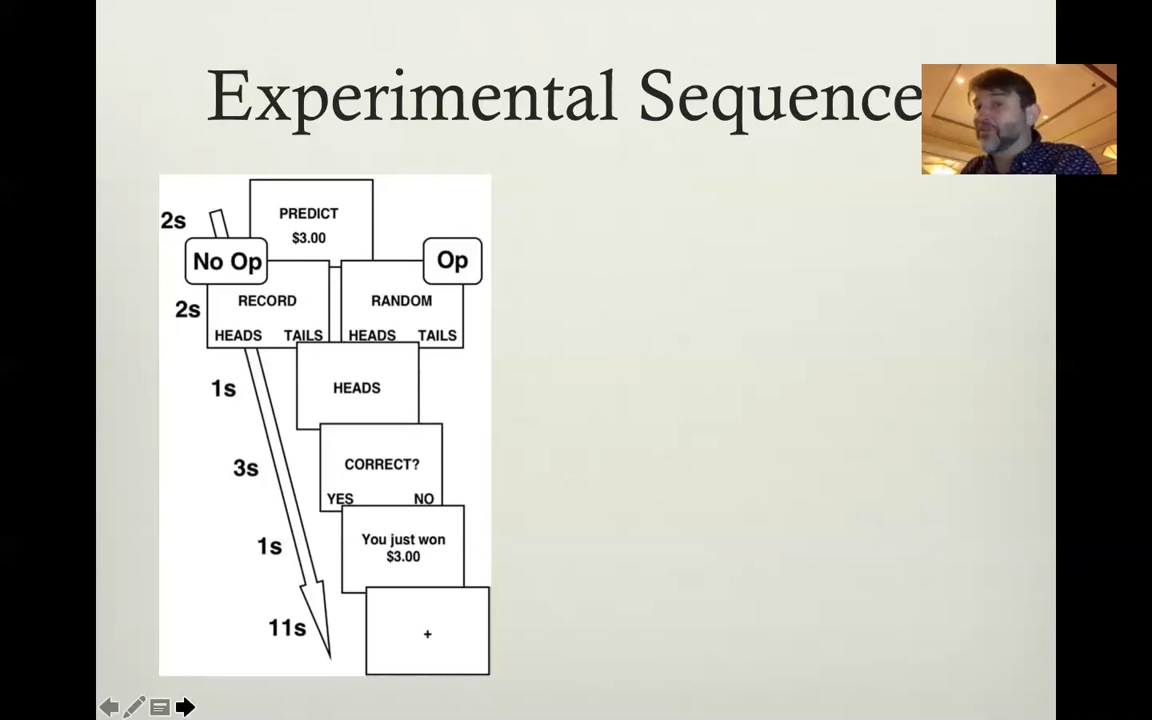 Experimental Sequence
2s
PREDICT
$3.00
No Op
Op
2s
RECORD
RANDOM
HEADS TAILS
HEADS TAILS
1s
HEADS
3s
CORRECT?
YES NO
1s
You just won
$3.00
11s
+